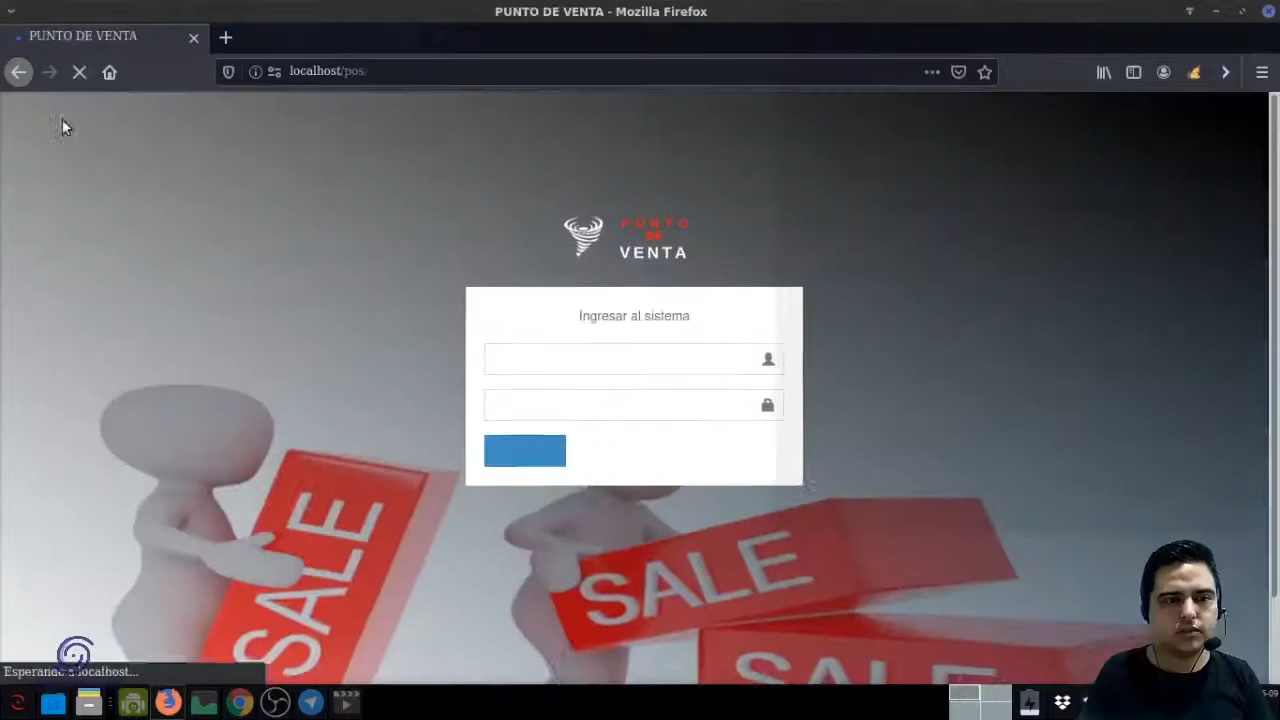 PUNTO DE VENTA - Mozilla Firefox
PUNTO DE VENTA
localhost/pos
PUNTO
DE
VENTA
Ingresar al sistema
SALE
SALE
SALE
localhost...